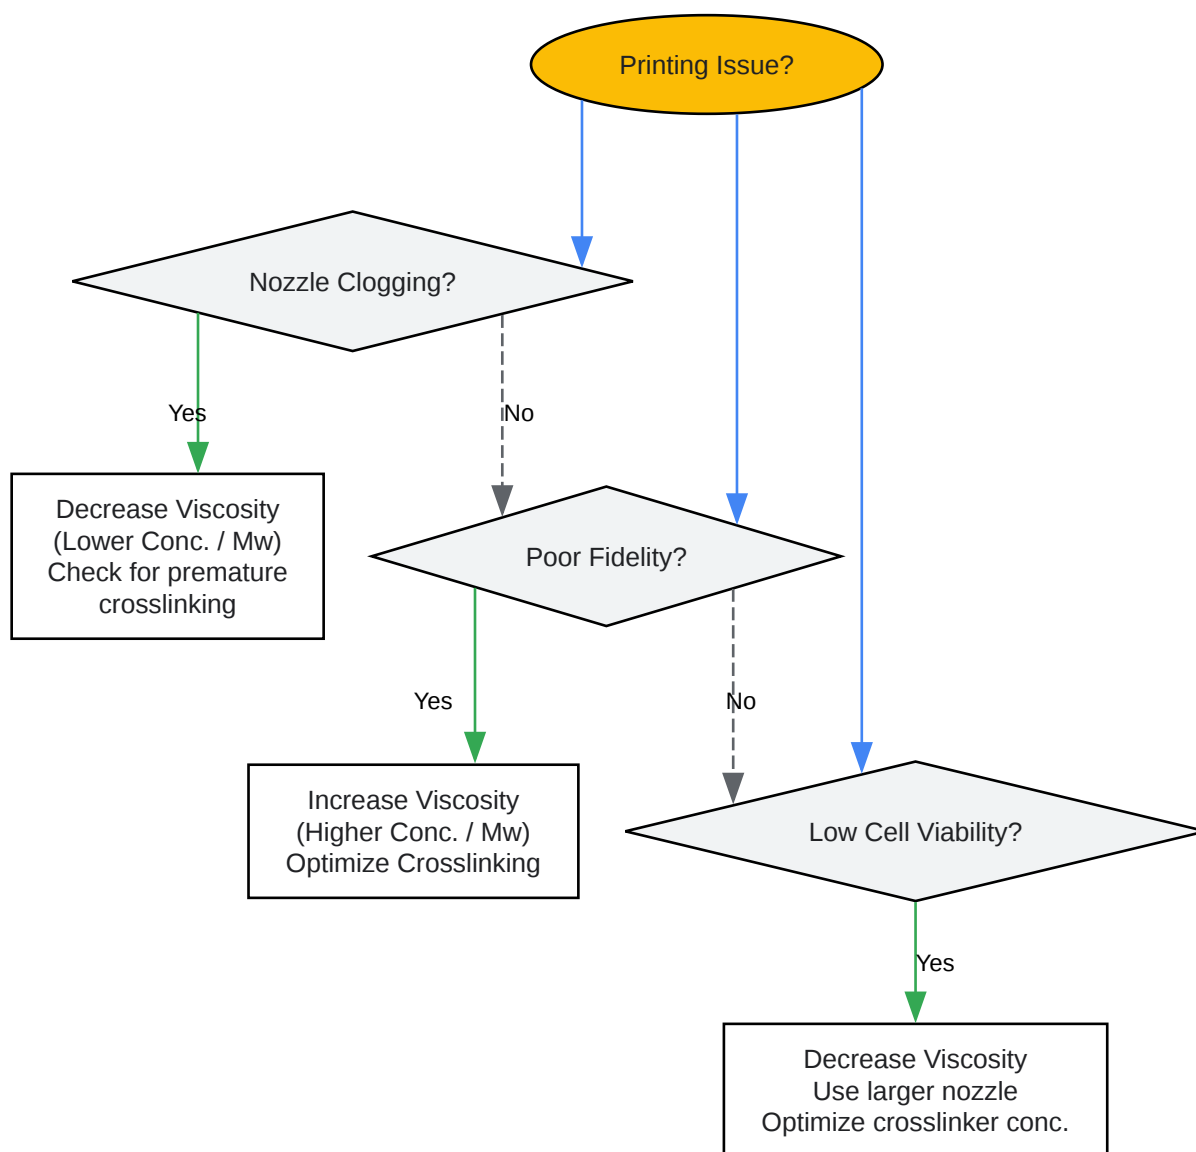 Printing Issue?
Nozzle Clogging?
Yes
No
Decrease Viscosity
(Lower Conc. / Mw)
Check for premature
crosslinking
Poor Fidelity?
Yes
No
Increase Viscosity
(Higher Conc. / Mw)
Optimize Crosslinking
Low Cell Viability?
Yes
Decrease Viscosity
Use larger nozzle
Optimize crosslinker conc.